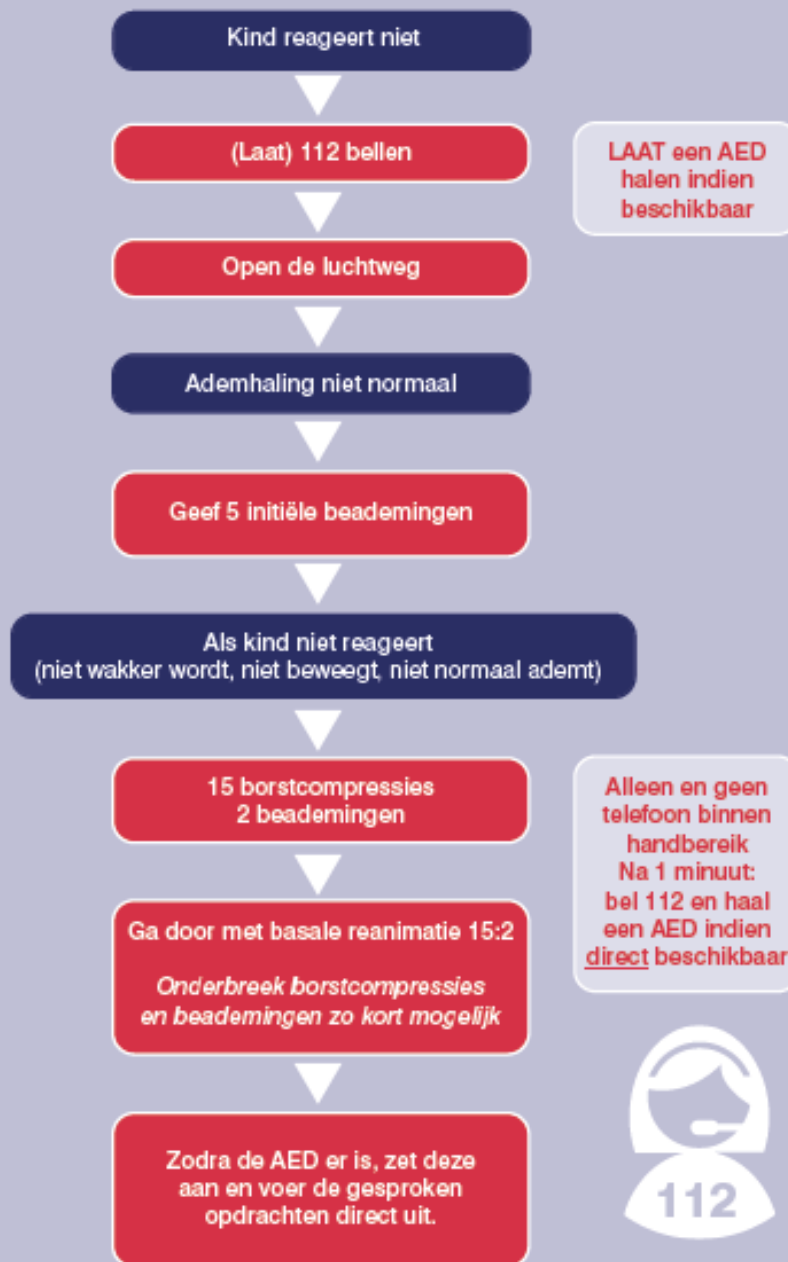 Kind reageert niet
(Laat) 112 bellen
LAAT een AED
halen indien
beschikbaar
Open de luchtweg
Ademhaling niet normaal
Geef 5 initiële beademingen
Als kind niet reageert
(niet wakker wordt, niet beweegt, niet normaal ademt)
15 borstcompressies
2 beademingen
Alleen en geen
telefoon binnen
handbereik
Na 1 minuut:
bel 112 en haal
een AED indien
direct beschikbaar
Ga door met basale reanimatie 15:2
Onderbreek borstcompressies
en beademingen zo kort mogelijk
Zodra de AED er is, zet deze
aan en voer de gesproken
opdrachten direct uit.
112